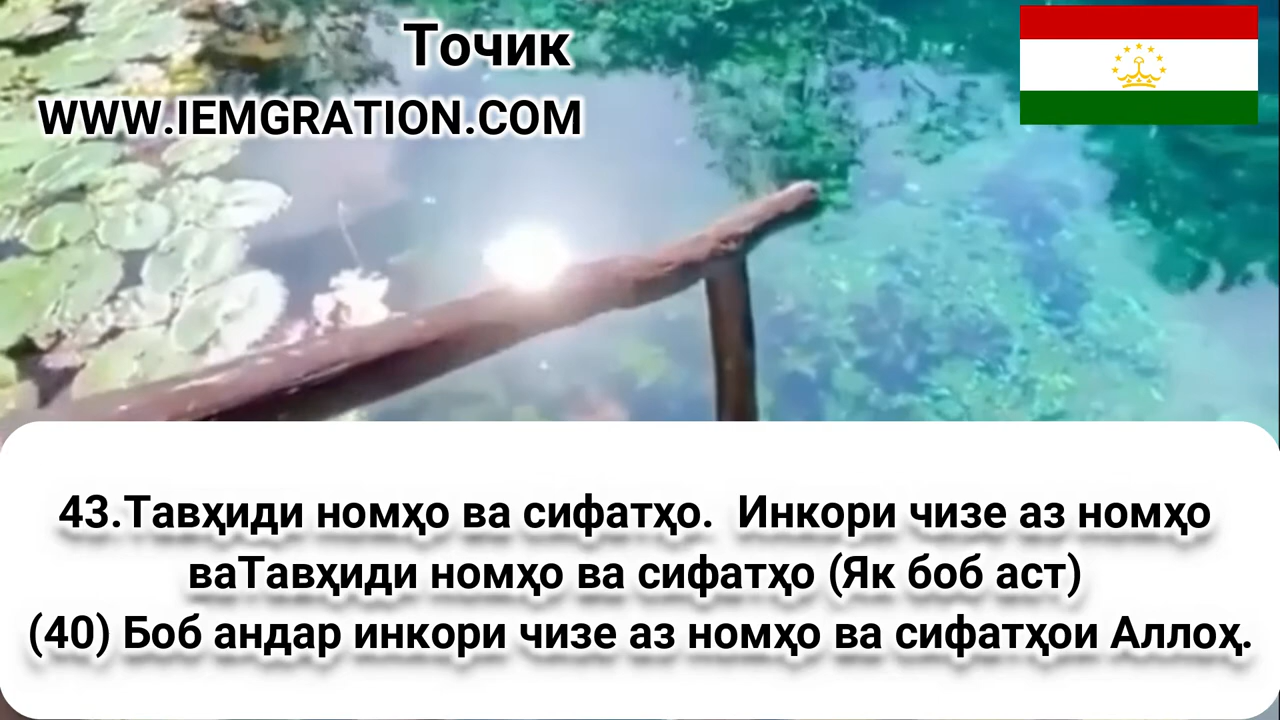 Точик
WWW.IEMGRATION.COM
43.Тавҳиди номҳо ва сифатҳо.  Инкори чизе аз номҳо
ваТавҳиди номҳо ва сифатҳо (Як боб аст)
(40) Боб андар инкори чизе аз номҳо ва сифатҳои Аллоҳ.